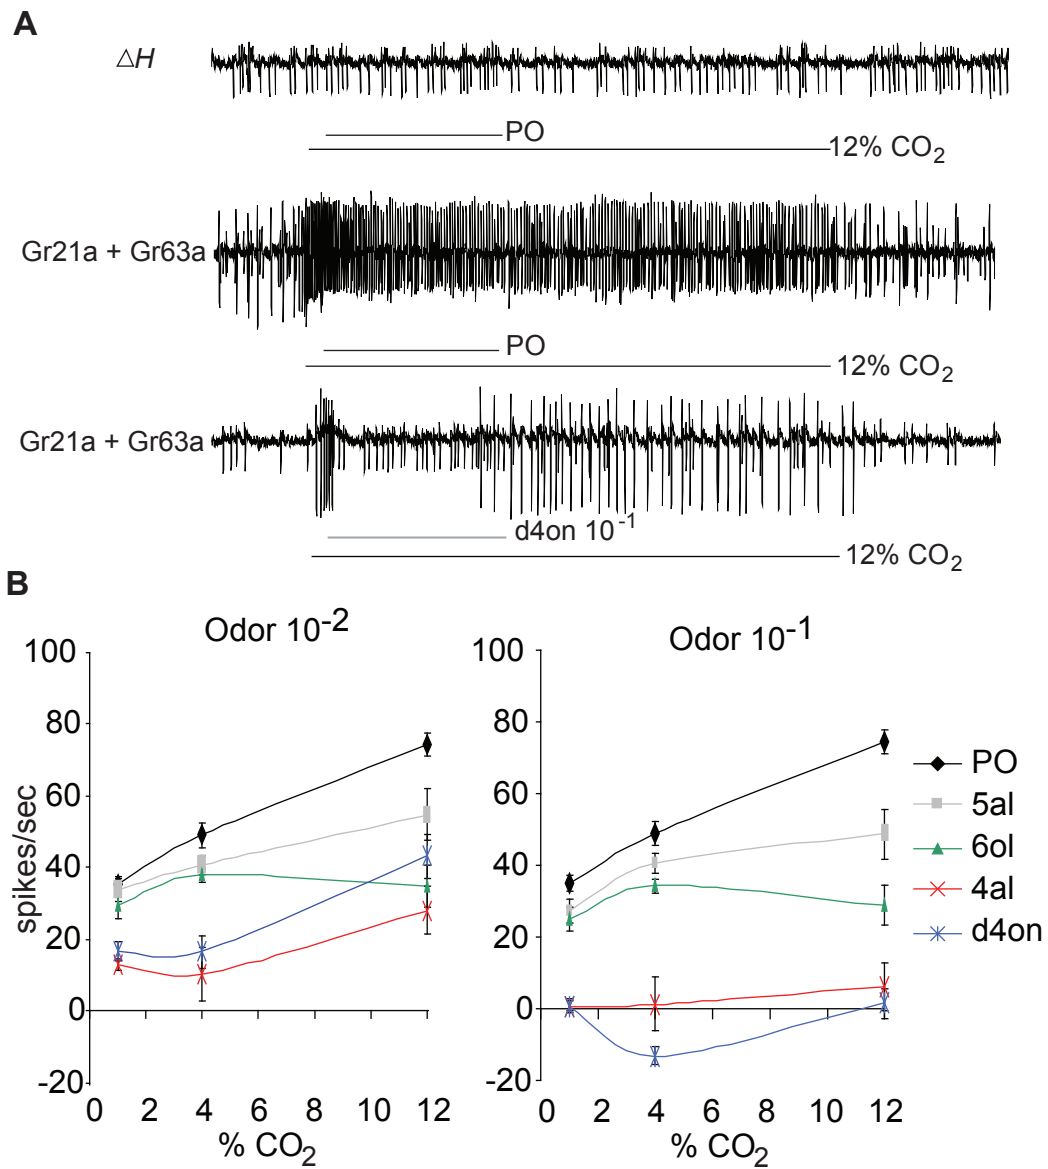 A
△H
PO
12% CO2
Gr21a + Gr63a
PO
12% CO2
Gr21a + Gr63a
d4on 10-1
12% CO2
B
Odor 10-2
Odor 10-1
100
80
60
40
20
0
-20
spikes/sec
0 2 4 6 8 10 12
% CO2
100
80
60
40
20
0
-20
0 2 4 6 8 10 12
% CO2
PO
5al
6ol
4al
d4on